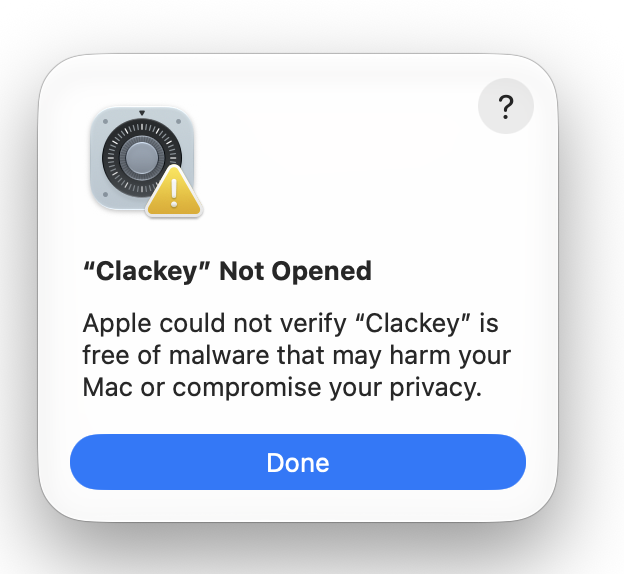 ?
“Clackey” Not Opened
Apple could not verify “Clackey” is
free of malware that may harm your
Mac or compromise your privacy.
Done